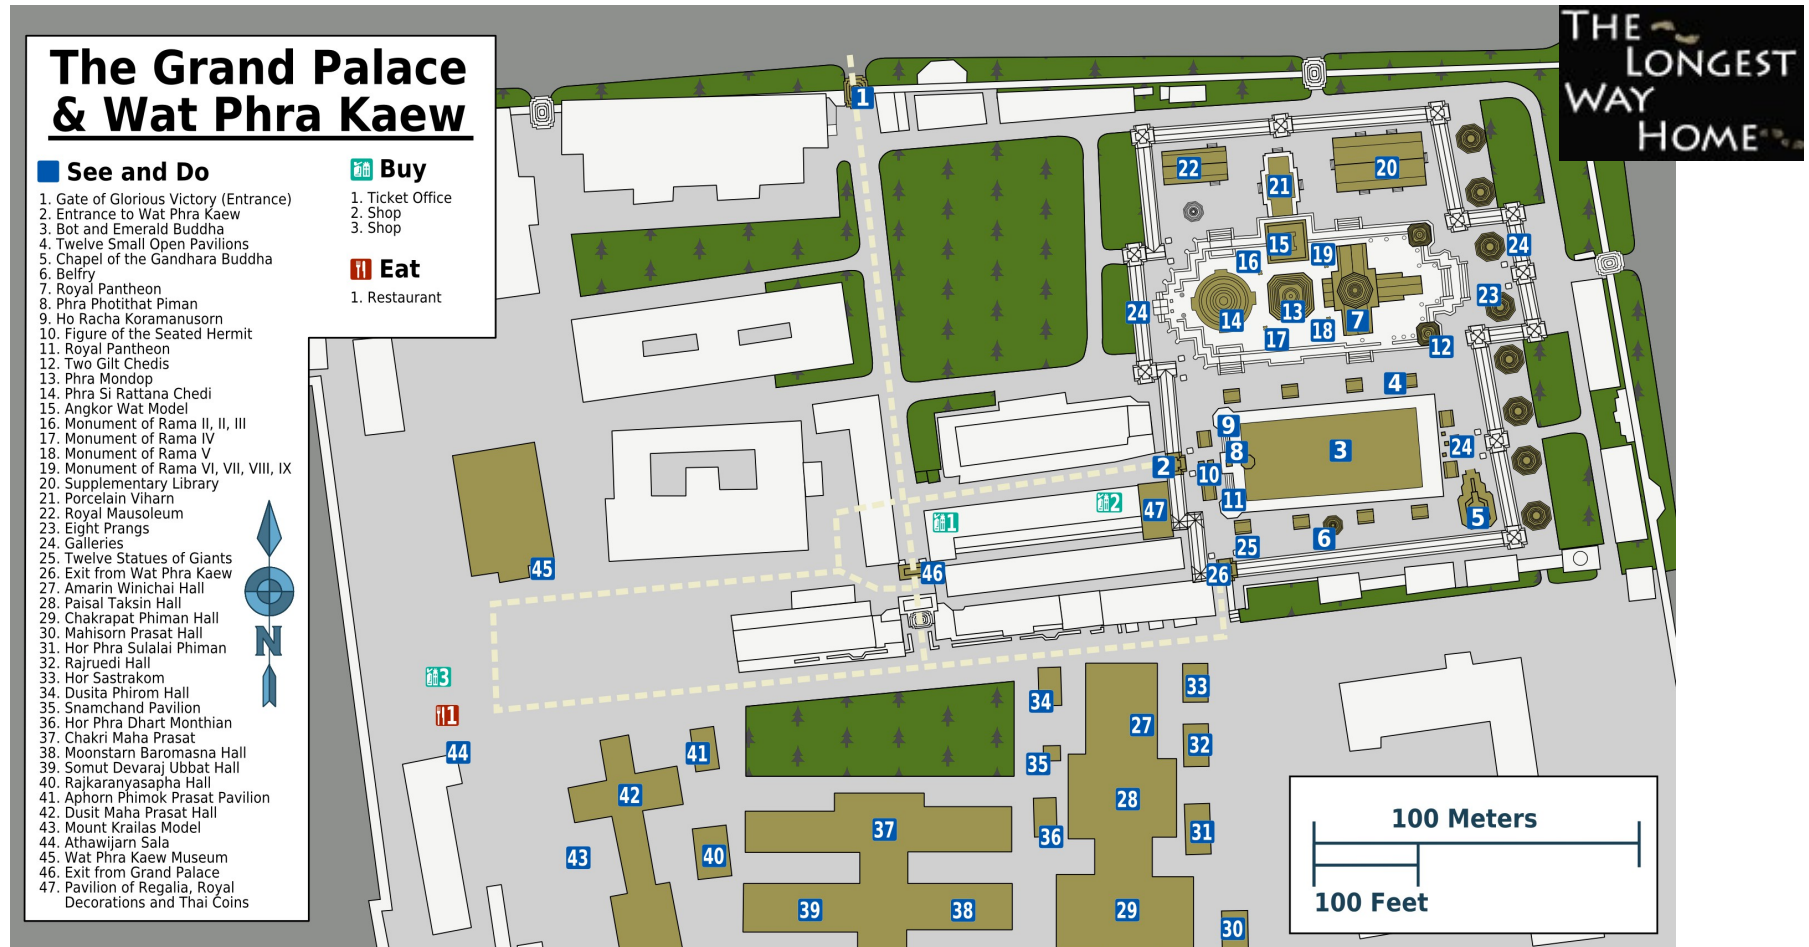 The Grand Palace
& Wat Phra Kaew
See and Do
1. Gate of Glorious Victory (Entrance)
2. Entrance to Wat Phra Kaew
3. Bot and Emerald Buddha
4. Twelve Small Open Pavilions
5. Chapel of the Gandhara Buddha
6. Belfry
7. Royal Pantheon
8. Phra Photithat Piman
9. Ho Racha Koramanusorn
10. Figure of the Seated Hermit
11. Royal Pantheon
12. Two Gilt Chedis
13. Phra Mondop
14. Phra Si Rattana Chedi
15. Angkor Wat Model
16. Monument of Rama II, II, III
17. Monument of Rama IV
18. Monument of Rama V
19. Monument of Rama VI, VII, VIII, IX
20. Supplementary Library
21. Porcelain Viharn
22. Royal Mausoleum
23. Eight Prangs
24. Galleries
25. Twelve Statues of Giants
26. Exit from Wat Phra Kaew
27. Amarin Winichai Hall
28. Paisal Taksin Hall
29. Chakrapat Phiman Hall
30. Mahisorn Prasat Hall
31. Hor Phra Sulalai Phiman
32. Rajruedi Hall
33. Hor Sastrakom
34. Dusita Phirom Hall
35. Snamchand Pavilion
36. Hor Phra Dhart Monthian
37. Chakri Maha Prasat
38. Moonstarn Baromasna Hall
39. Somut Devaraj Ubbat Hall
40. Rajkaranyasapha Hall
41. Aphorn Phimok Prasat Pavilion
42. Dusit Maha Prasat Hall
43. Mount Krailas Model
44. Athawijarn Sala
45. Wat Phra Kaew Museum
46. Exit from Grand Palace
47. Pavilion of Regalia, Royal
Decorations and Thai Coins
Buy
1. Ticket Office
2. Shop
3. Shop
Eat
1. Restaurant
N
THE
LONGEST
WAY
HOME
1
22
21
20
15
19
16
24
24
23
14
13
7
18
17
12
4
9
8
3
24
2
10
11
2
47
1
5
6
25
26
46
45
3
1
44
41
42
43
40
37
39
38
34
35
36
27
28
29
33
32
31
30
100 Meters
100 Feet